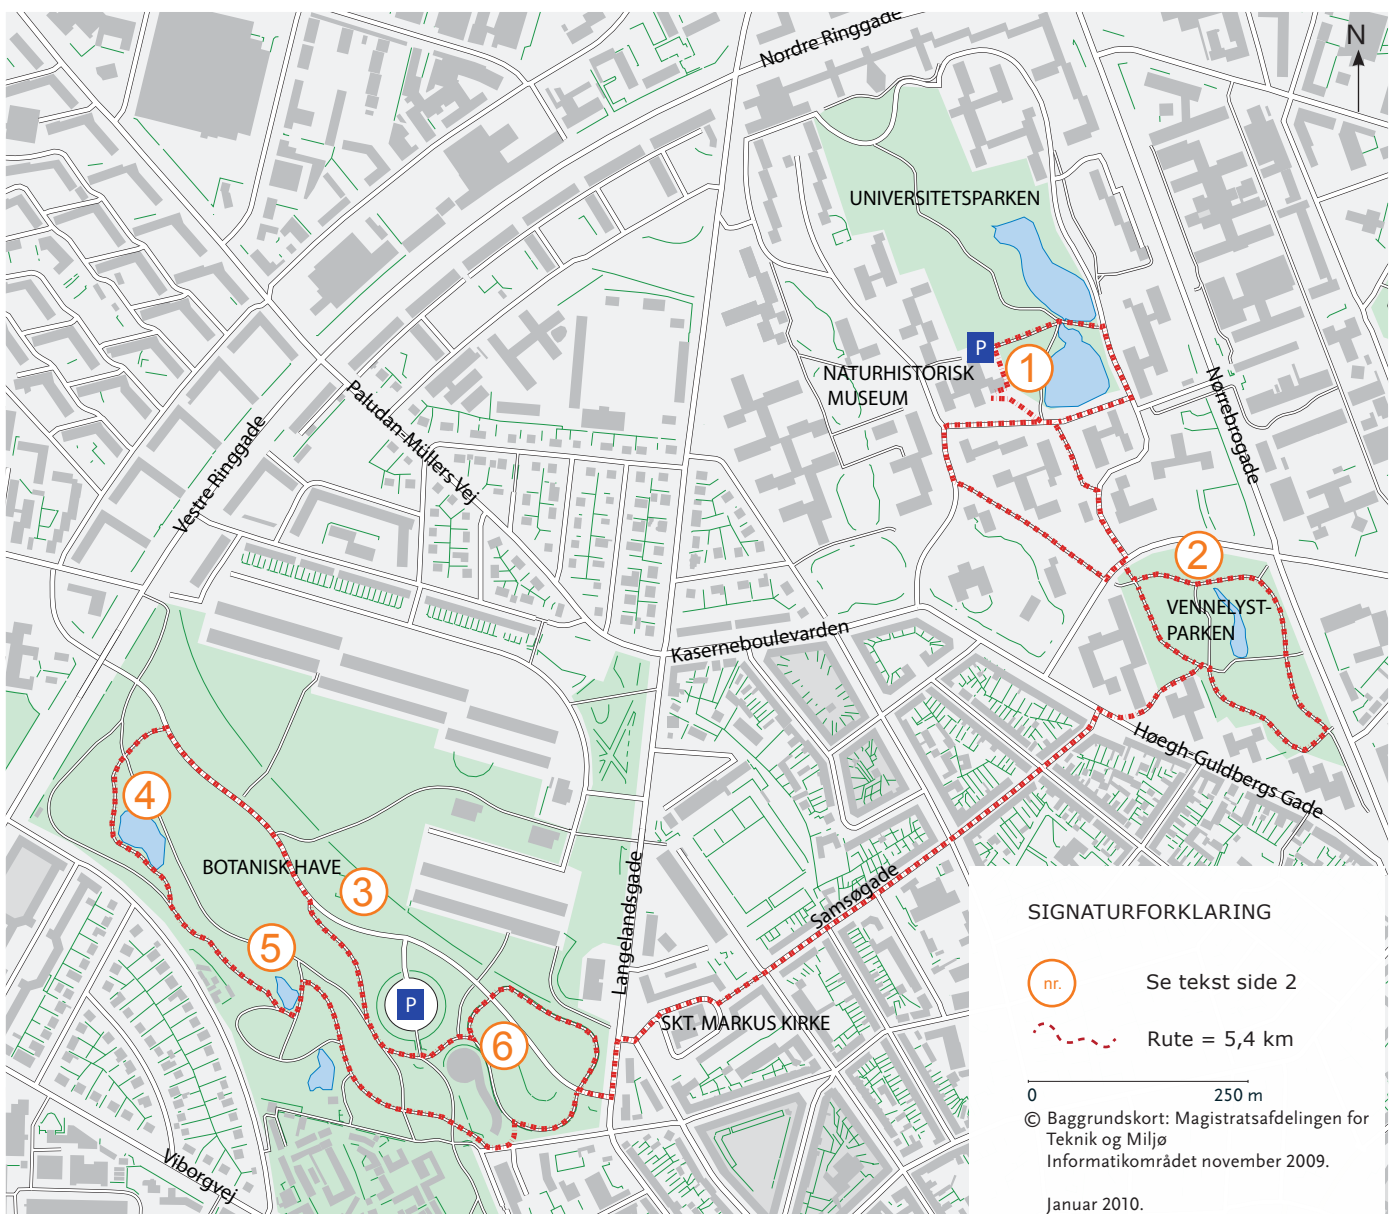 N
Nordre Ringgade
UNIVERSITETSPARKEN
P
1
NATURHISTORISK
MUSEUM
Nørrebrogade
Paludan-Müllers Vej
Vestre Ringgade
2
VENNELYST-
PARKEN
Kaserneboulevarden
Høegh-Guldbergs Gade
4
BOTANISK HAVE
3
Langelandsgade
Samsøgade
5
P
6
SKT. MARKUS KIRKE
Viborgvej
SIGNATURFORKLARING
nr.
Se tekst side 2
Rute = 5,4 km
0 250 m
© Baggrundskort: Magistratsafdelingen for
Teknik og Miljø
Informatikområdet november 2009.
Januar 2010.